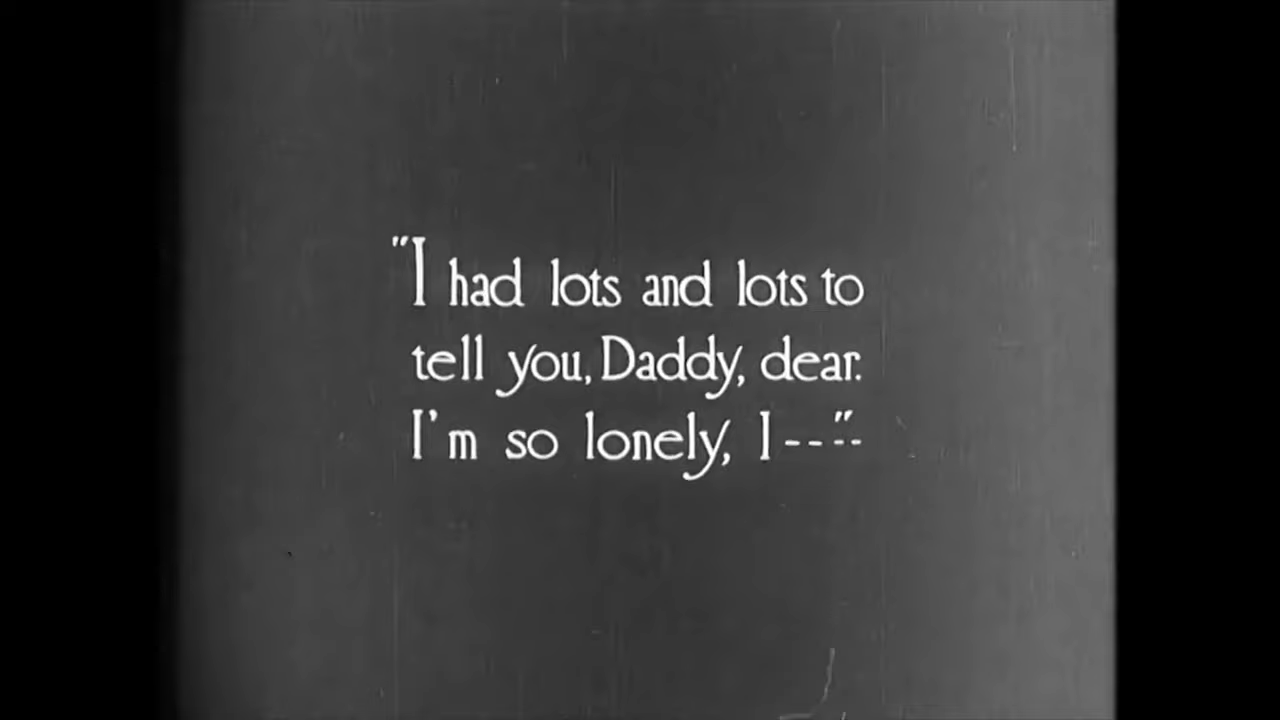 "I had lots and lots to
tell you, Daddy, dear.
I'm so lonely, I----"